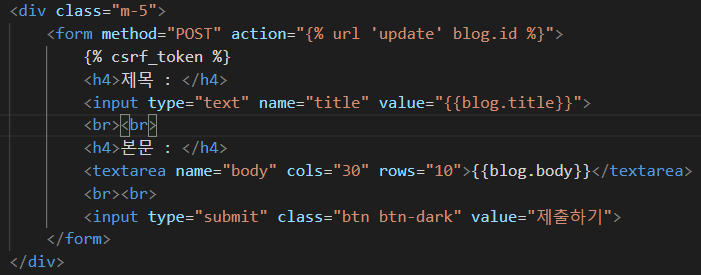 <div class="m-5">
<form method="POST" action="{% url 'update' blog.id %}">
{% csrf_token %}
<h4>제목 : </h4>
<input type="text" name="title" value="{{blog.title}}">
<br><br>
<h4>본문 : </h4>
<textarea name="body" cols="30" rows="10">{{blog.body}}</textarea>
<br><br>
<input type="submit" class="btn btn-dark" value="제출하기">
</form>
</div>